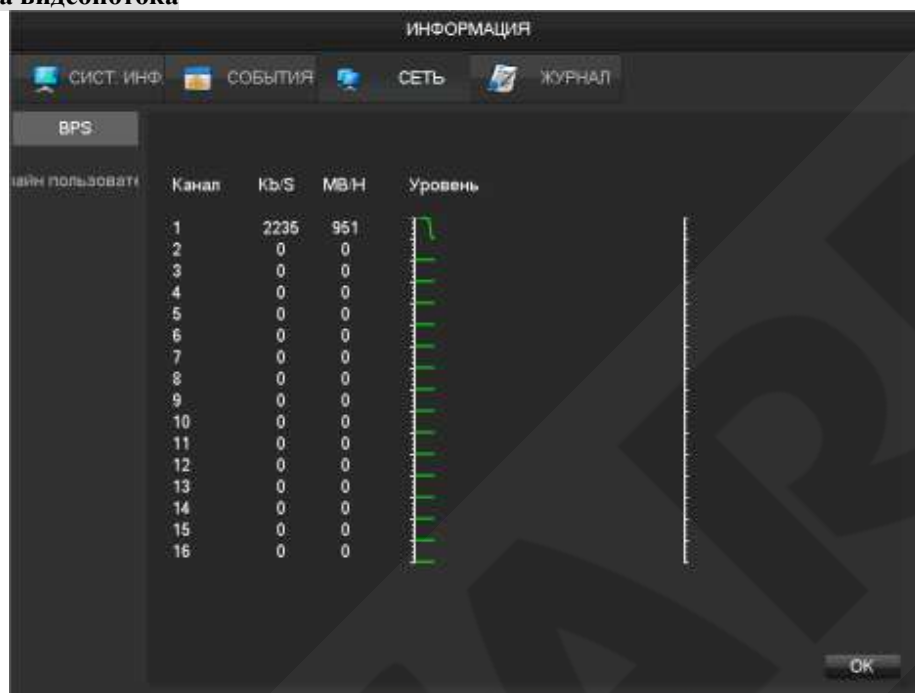 а видеопотока
ИНФОРМАЦИЯ
СИСТ. ИНФ СОБЫТИЯ СЕТЬ ЖУРНАЛ
BPS
пользовате
Канал Kb/S MB/H Уровень
1 2235 951
2 0 0
3 0 0
4 0 0
5 0 0
6 0 0
7 0 0
8 0 0
9 0 0
10 0 0
11 0 0
12 0 0
13 0 0
14 0 0
15 0 0
16 0 0
OK